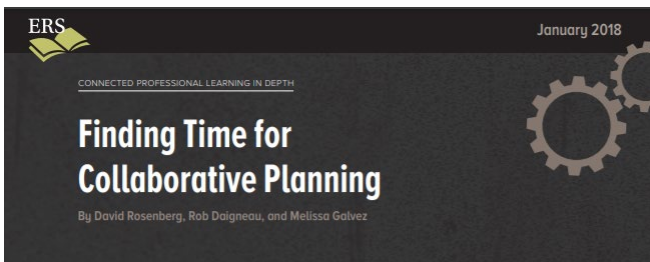 ERS
January 2018
CONNECTED PROFESSIONAL LEARNING IN DEPTH
Finding Time for
Collaborative Planning
By David Rosenberg, Rob Daigneau, and Melissa Galvez